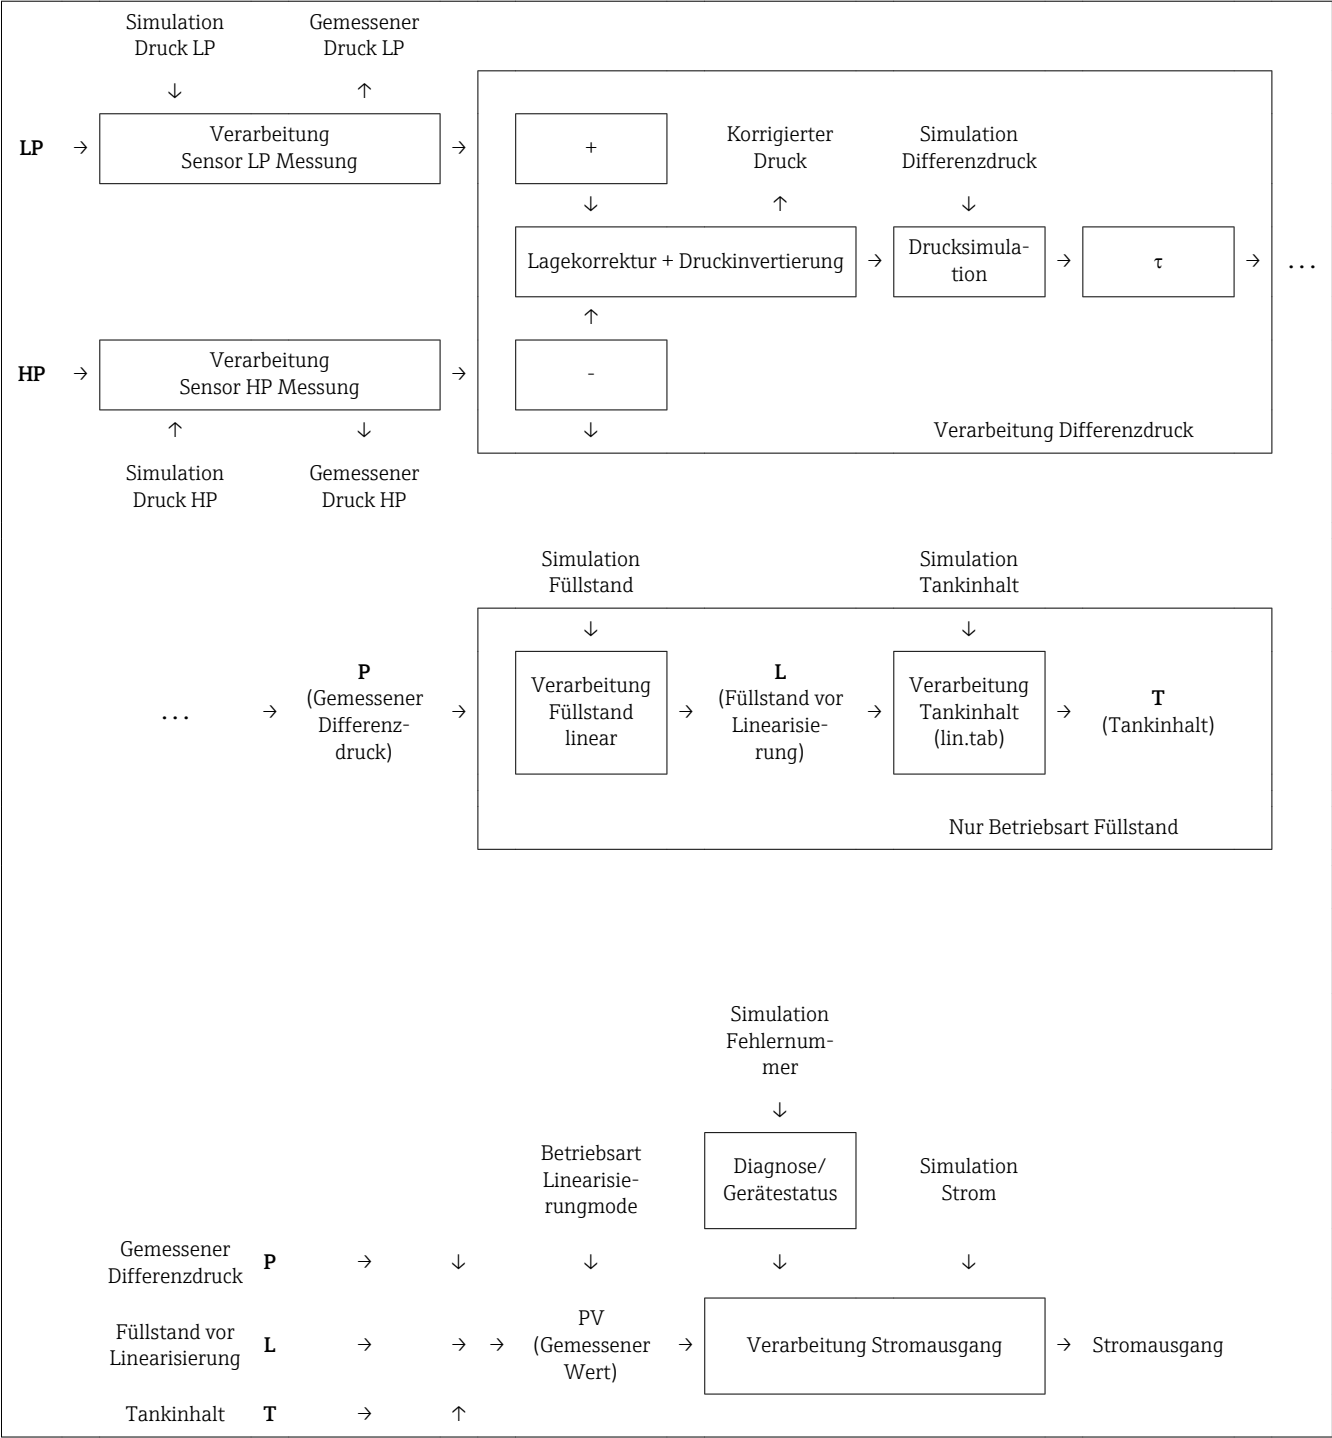 Simulation
Druck LP
Gemessener
Druck LP
↓
↑
LP
→
Verarbeitung
Sensor LP Messung
→
+
Korrigierter
Druck
Simulation
Differenzdruck
↓
↑
↓
Lagekorrektur + Druckinvertierung
→
Drucksimula-
tion
→
τ
→
...
↑
HP
→
Verarbeitung
Sensor HP Messung
→
-
↑
↓
↓
Verarbeitung Differenzdruck
Simulation
Druck HP
Gemessener
Druck HP
Simulation
Füllstand
Simulation
Tankinhalt
↓
↓
...
→
P
(Gemessener
Differenz-
druck)
→
Verarbeitung
Füllstand
linear
→
L
(Füllstand vor
Linearisie-
rung)
→
Verarbeitung
Tankinhalt
(lin.tab)
→
T
(Tankinhalt)
Nur Betriebsart Füllstand
Simulation
Fehlernum-
mer
↓
Betriebsart
Linearisie-
rungmode
Diagnose/
Gerätestatus
Simulation
Strom
Gemessener
Differenzdruck
P
→
↓
↓
↓
↓
Füllstand vor
Linearisierung
L
→
→
→
PV
(Gemessener
Wert)
→
Verarbeitung Stromausgang
→
Stromausgang
Tankinhalt
T
→
↑